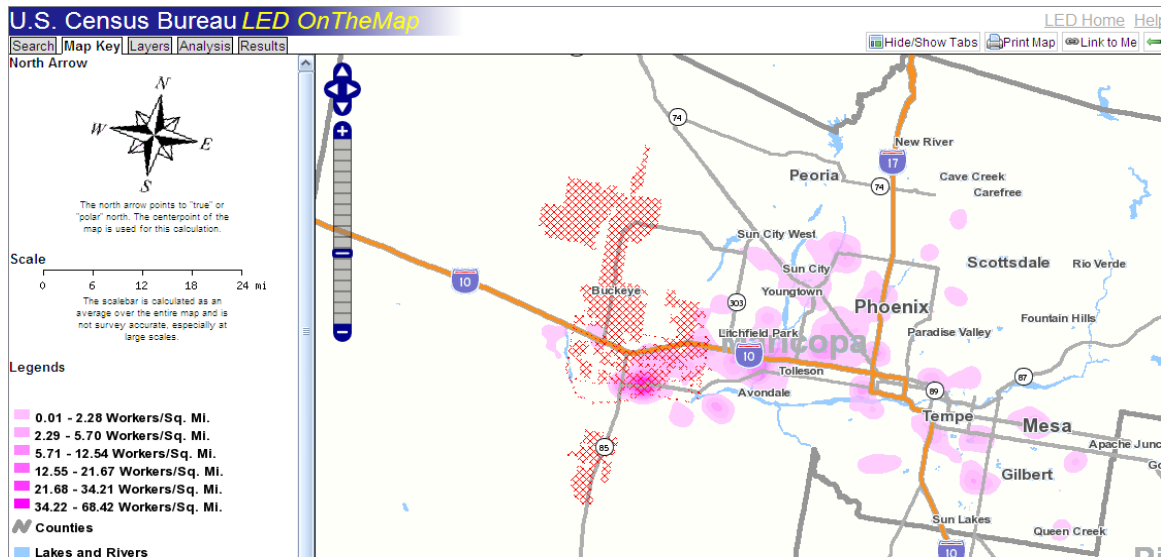 U.S. Census Bureau LED OnTheMap
LED Home Help
Search Map Key Layers Analysis Results
Hide/Show Tabs Print Map Link to Me
North Arrow
N
W
E
S
The north arrow points to "true" or
"polar" north. The centerpoint of the
map is used for this calculation.
Scale
0 6 12 18 24 mi
The scalebar is calculated as an
average over the entire map and is
not survey accurate, especially at
large scales.
Legends
0.01 - 2.28 Workers/Sq. Mi.
2.29 - 5.70 Workers/Sq. Mi.
5.71 - 12.54 Workers/Sq. Mi.
12.55 - 21.67 Workers/Sq. Mi.
21.68 - 34.21 Workers/Sq. Mi.
34.22 - 68.42 Workers/Sq. Mi.
Counties
Lakes and Rivers
74
New River
17
Peoria
74
Cave Creek
Carefree
Sun City West
Scottsdale
Rio Verde
Sun City
10
Buckeye
Youngtown
303
Phoenix
Fountain Hills
Litchfield Park
Paradise Valley
Maricopa
10
Tolleson
87
Avondale
89
Tempe
Mesa
85
Apache Junc
Gilbert
Sun Lakes
Queen Creek
10